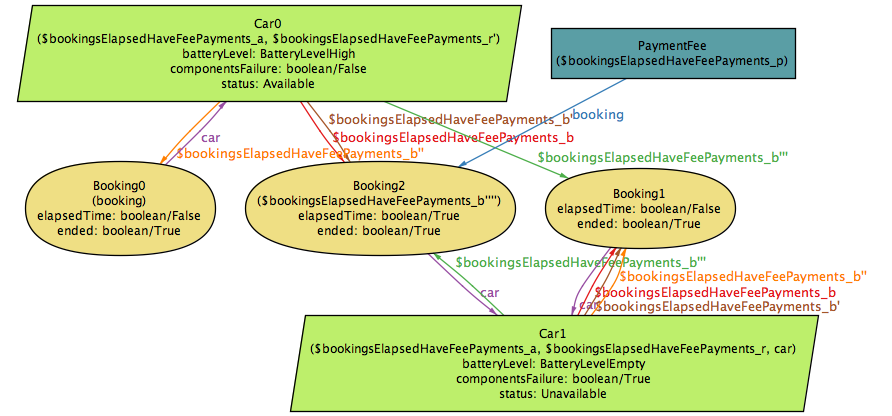 Car0
($bookingsElapsedHaveFeePayments_a, $bookingsElapsedHaveFeePayments_r')
batteryLevel: BatteryLevelHigh
componentsFailure: boolean/False
status: Available
PaymentFee
($bookingsElapsedHaveFeePayments_p)
$bookingsElapsedHaveFeePayments_b'
booking
car
$bookingsElapsedHaveFeePayments_b
$bookingsElapsedHaveFeePayments_b''
$bookingsElapsedHaveFeePayments_b'''
Booking0
(booking)
elapsedTime: boolean/False
ended: boolean/True
Booking2
($bookingsElapsedHaveFeePayments_b'''')
elapsedTime: boolean/True
ended: boolean/True
Booking1
elapsedTime: boolean/False
ended: boolean/True
$bookingsElapsedHaveFeePayments_b'''
$bookingsElapsedHaveFeePayments_b''
car
$bookingsElapsedHaveFeePayments_b
car
$bookingsElapsedHaveFeePayments_b'
Car1
($bookingsElapsedHaveFeePayments_a, $bookingsElapsedHaveFeePayments_r, car)
batteryLevel: BatteryLevelEmpty
componentsFailure: boolean/True
status: Unavailable